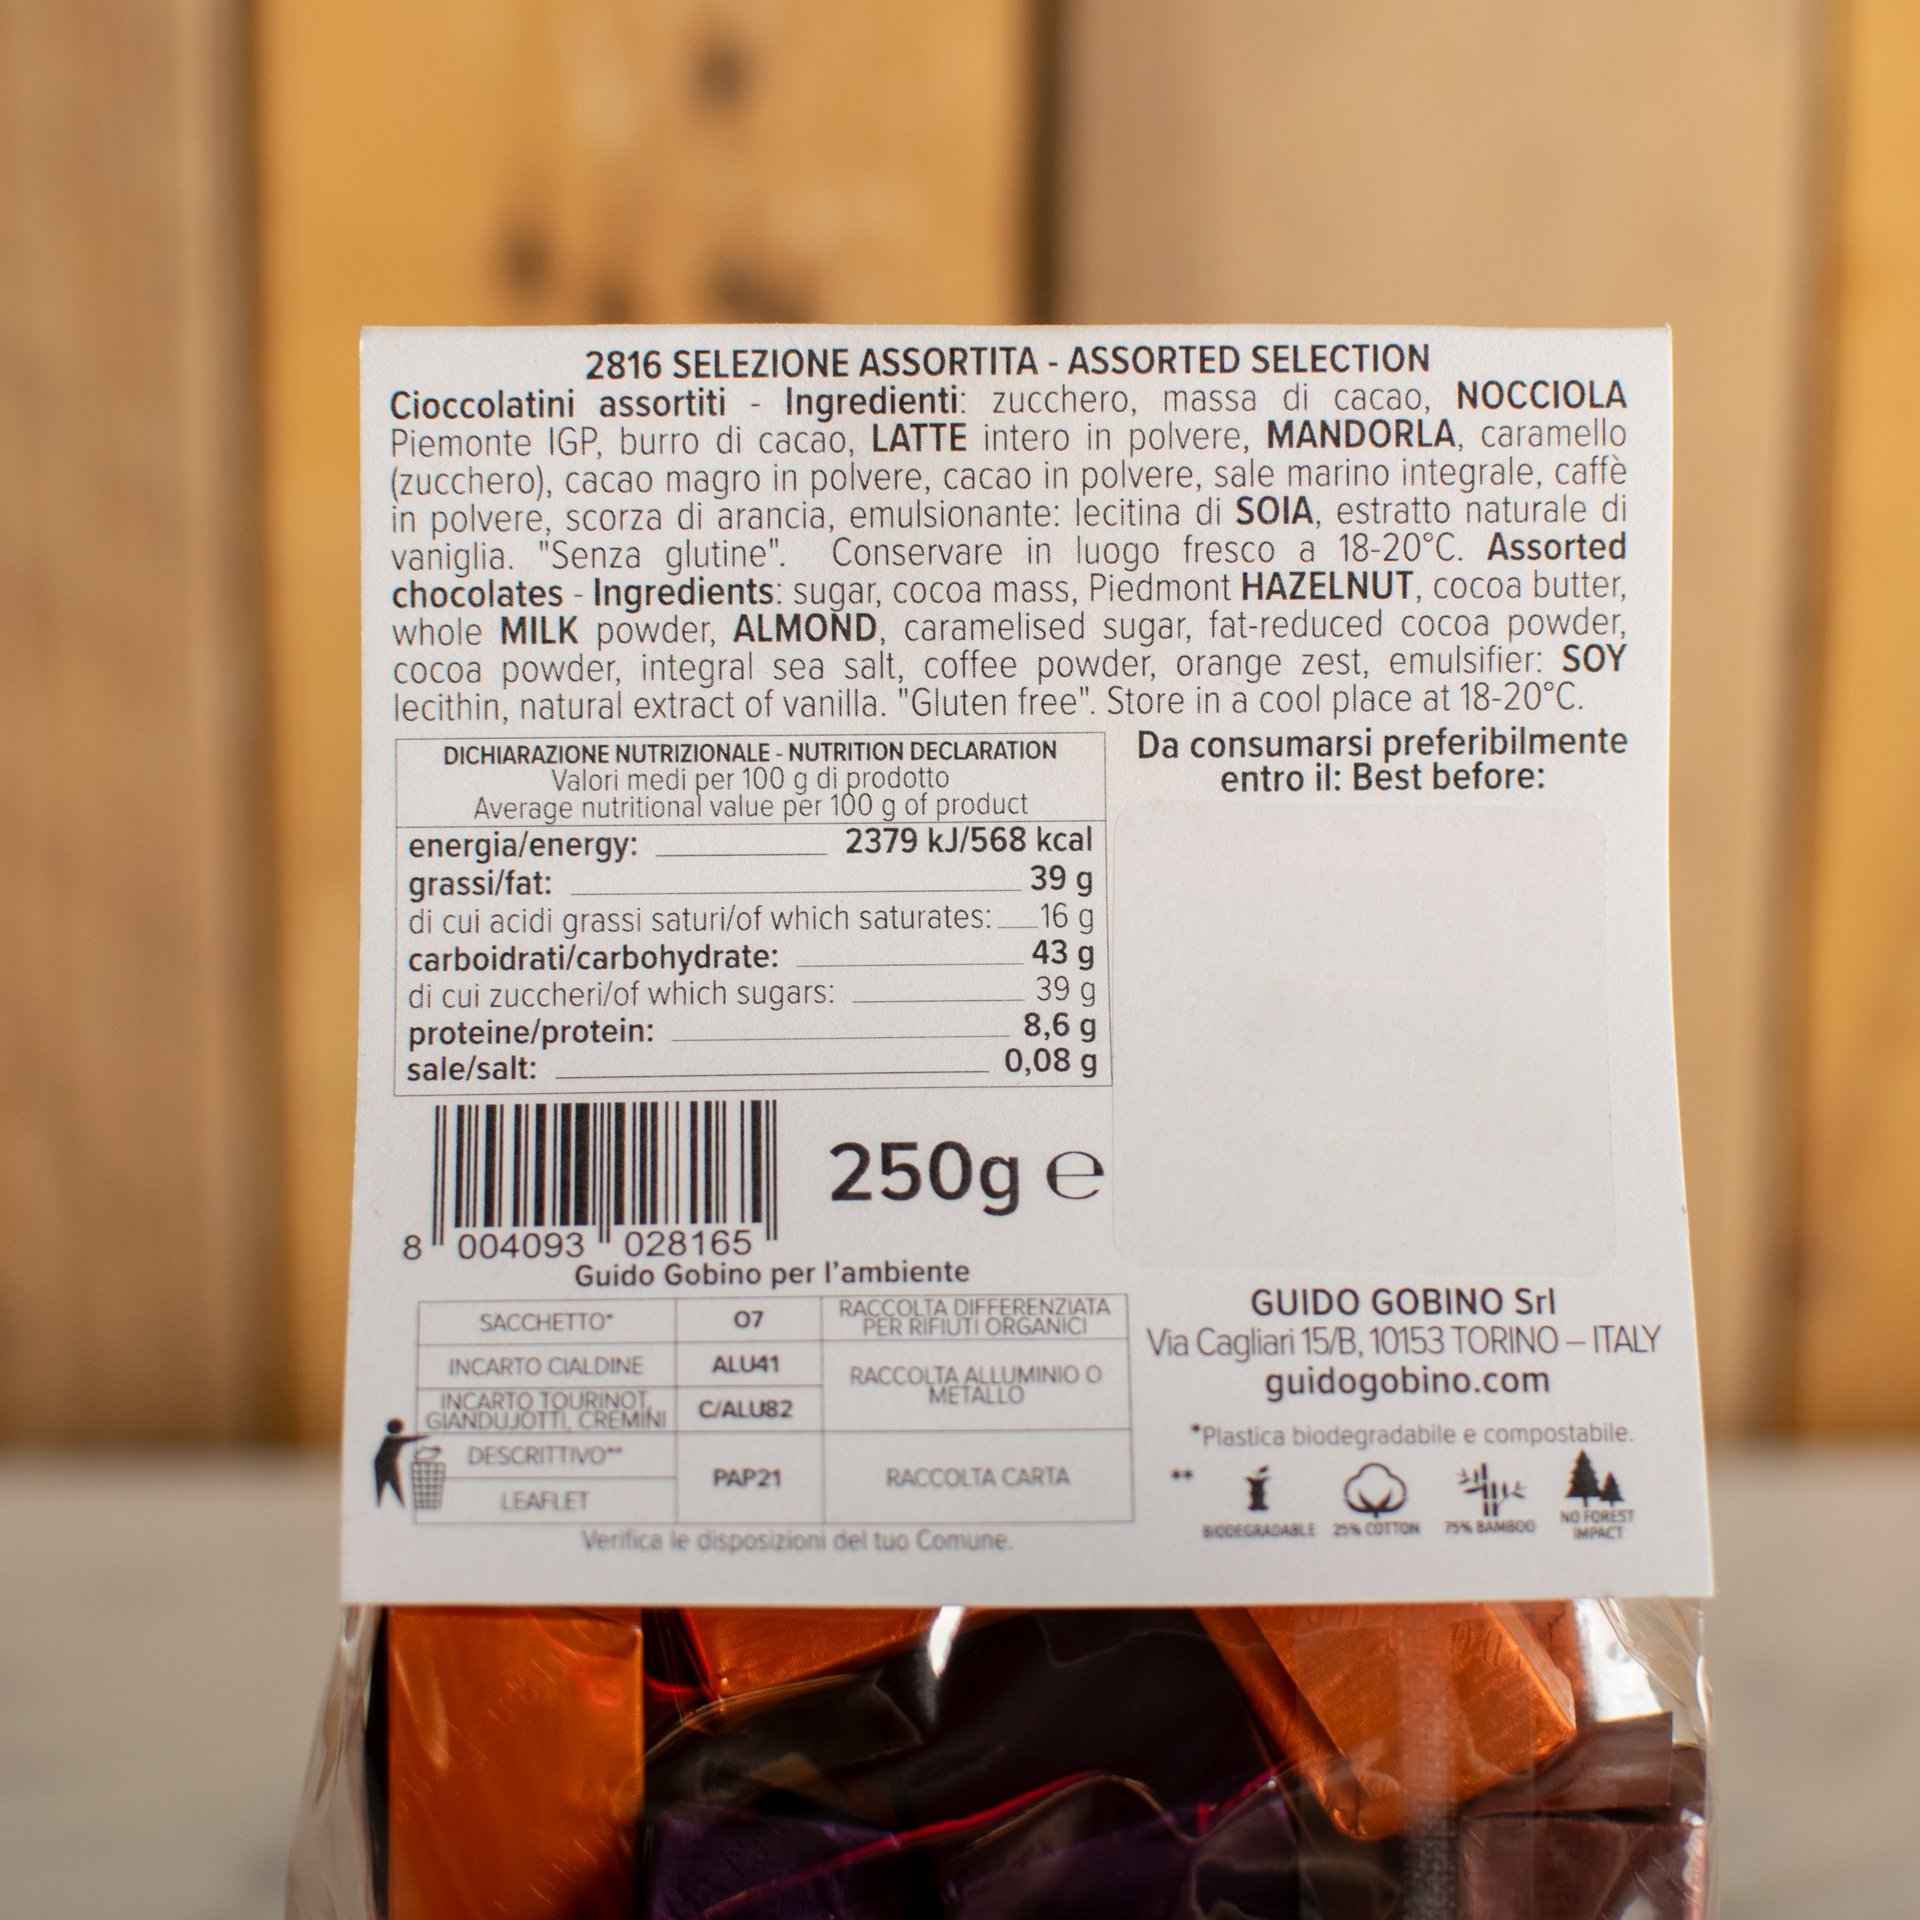 2816 SELEZIONE ASSORTITA - ASSORTED SELECTION
Cioccolatini assortiti - Ingredienti: zucchero, massa di cacao, NOCCIOLA
Piemonte IGP, burro di cacao, LATTE intero in polvere, MANDORLA, caramello
(zucchero), cacao magro in polvere, cacao in polvere, sale marino integrale, caffè
in polvere, scorza di arancia, emulsionante: lecitina di SOIA, estratto naturale di
vaniglia. "Senza glutine". Conservare in luogo fresco a 18-20°C. Assorted
chocolates - Ingredients: sugar, cocoa mass, Piedmont HAZELNUT, cocoa butter,
whole MILK powder, ALMOND, caramelised sugar, fat-reduced cocoa powder,
cocoa powder, integral sea salt, coffee powder, orange zest, emulsifier: SOY
lecithin, natural extract of vanilla. "Gluten free". Store in a cool place at 18-20°C.
DICHIARAZIONE NUTRIZIONALE - NUTRITION DECLARATION
Valori medi per 100 g di prodotto
Average nutritional value per 100 g of product
energia/energy: 2379 kJ/568 kcal
grassi/fat: 39 g
di cui acidi grassi saturi/of which saturates: 16 g
carboidrati/carbohydrate: 43 g
di cui zuccheri/of which sugars: 39 g
proteine/protein: 8,6 g
sale/salt: 0,08 g
Da consumarsi preferibilmente
entro il: Best before:
250g e
8 004093 028165
Guido Gobino per l'ambiente
SACCHETTO* 07 RACCOLTA DIFFERENZIATA
PER RIFIUTI ORGANICI
INCARTO CIALDINE ALU41 RACCOLTA ALLUMINIO O
METALLO
INCARTO TOURINOT,
GIANDUJOTTI, CREMINI C/ALU82
DESCRITTIVO** PAP21 RACCOLTA CARTA
LEAFLET
Verifica le disposizioni del tuo Comune.
GUIDO GOBINO Srl
Via Cagliari 15/B, 10153 TORINO – ITALY
guidogobino.com
*Plastica biodegradabile e compostabile.
**
BIODEGRADABLE 25% COTTON 75% BAMBOO NO FOREST
IMPACT